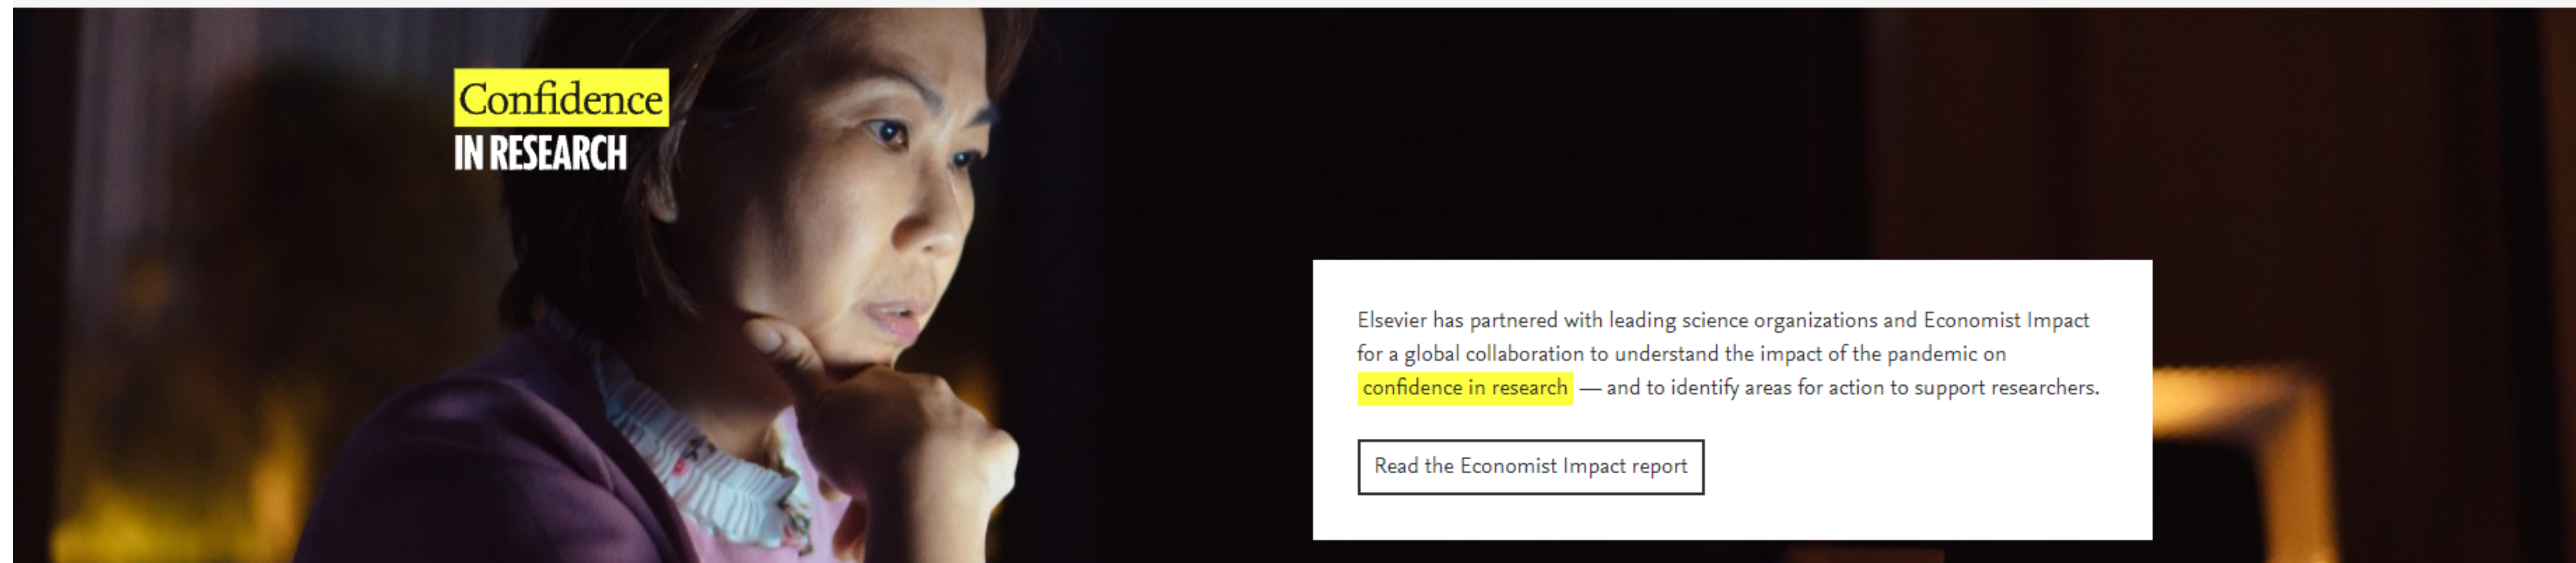 Confidence
IN RESEARCH
Elsevier has partnered with leading science organizations and Economist Impact
for a global collaboration to understand the impact of the pandemic on
confidence in research — and to identify areas for action to support researchers.
Read the Economist Impact report